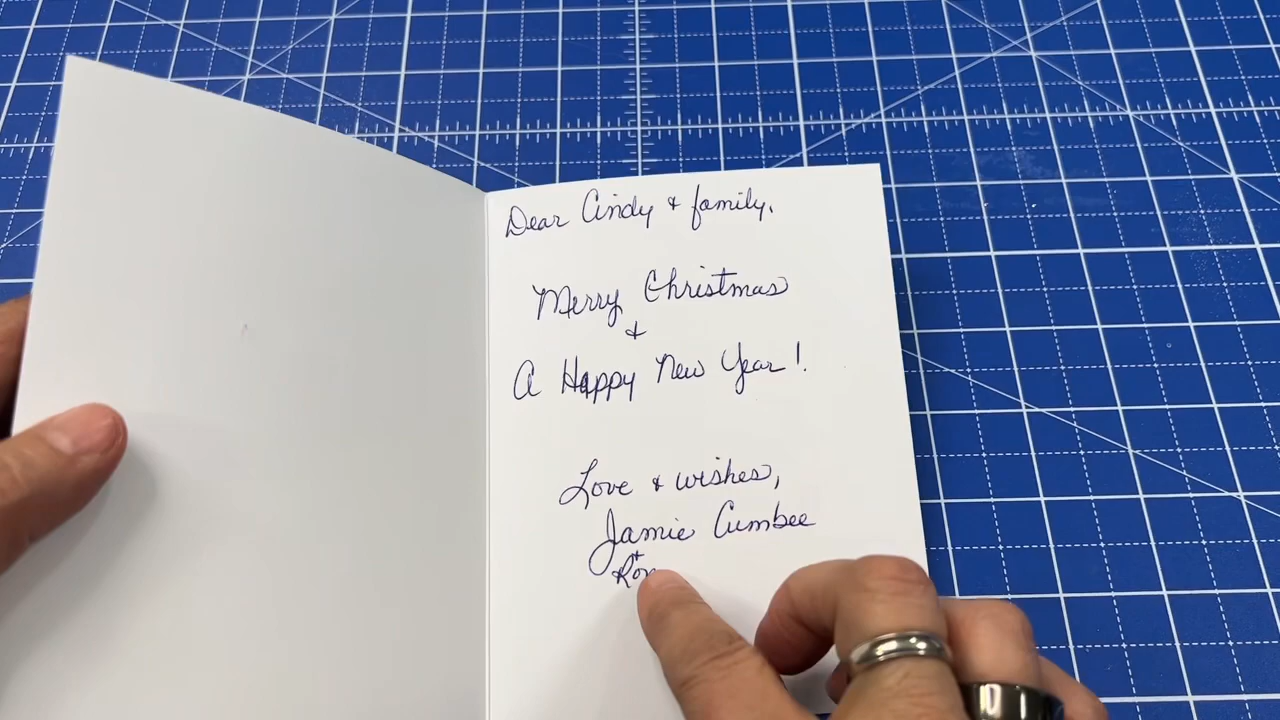 Dear Cindy & family,
Merry Christmas
&
A Happy New Year!
Love & wishes,
Jamie Cumbee
+